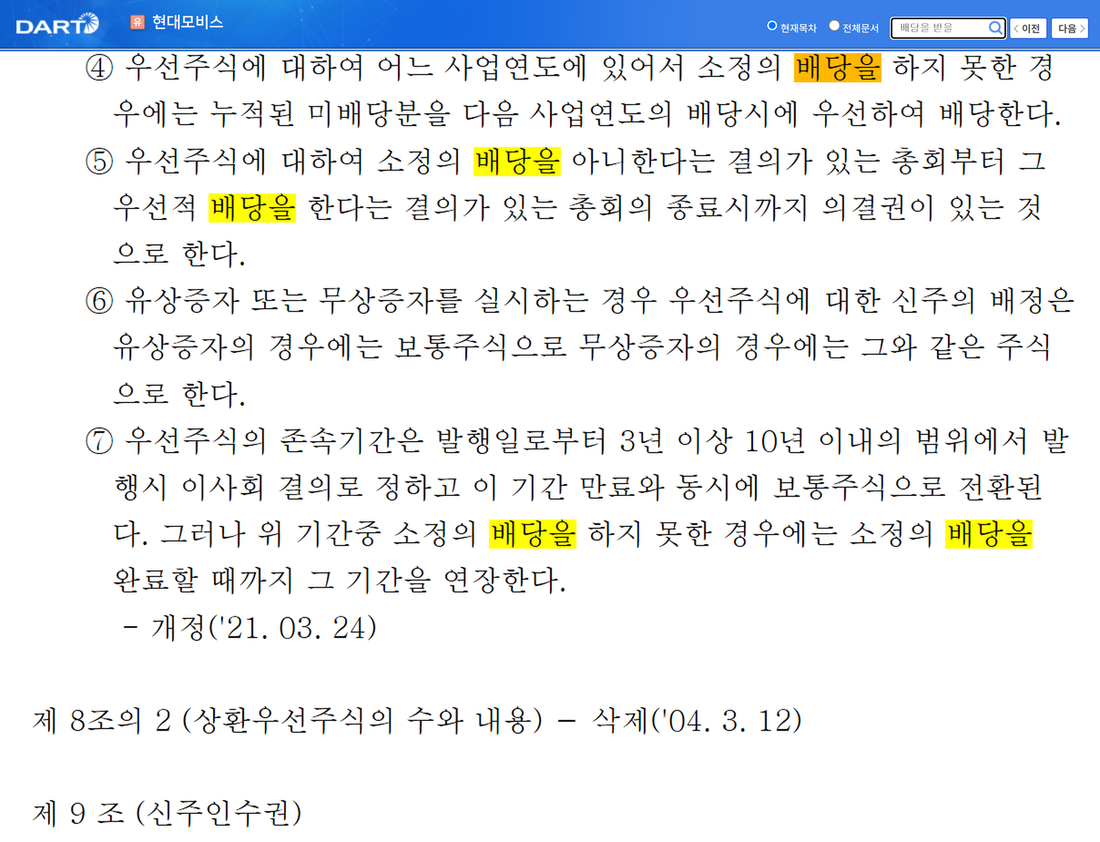 DART 유 현대모비스 현재목차 전체문서 배당을 받을 이전 다음
④ 우선주식에 대하여 어느 사업연도에 있어서 소정의 배당을 하지 못한 경
우에는 누적된 미배당분을 다음 사업연도의 배당시에 우선하여 배당한다.
⑤ 우선주식에 대하여 소정의 배당을 아니한다는 결의가 있는 총회부터 그
우선적 배당을 한다는 결의가 있는 총회의 종료시까지 의결권이 있는 것
으로 한다.
⑥ 유상증자 또는 무상증자를 실시하는 경우 우선주식에 대한 신주의 배정은
유상증자의 경우에는 보통주식으로 무상증자의 경우에는 그와 같은 주식
으로 한다.
⑦ 우선주식의 존속기간은 발행일로부터 3년 이상 10년 이내의 범위에서 발
행시 이사회 결의로 정하고 이 기간 만료와 동시에 보통주식으로 전환된
다. 그러나 위 기간중 소정의 배당을 하지 못한 경우에는 소정의 배당을
완료할 때까지 그 기간을 연장한다.
- 개정('21. 03. 24)
제 8조의 2 (상환우선주식의 수와 내용) - 삭제('04. 3. 12)
제 9 조 (신주인수권)